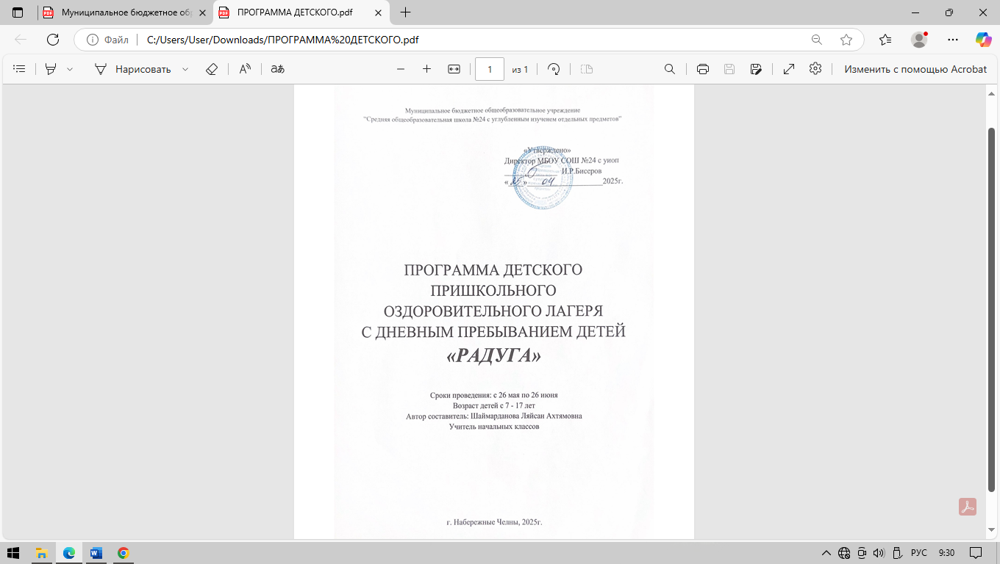 Муниципальное бюджетное об
ПРОГРАММА ДЕТСКОГО.pdf
Файл
C:/Users/User/Downloads/ПРОГРАММА%20ДЕТСКОГО.pdf
Нарисовать
1
из 1
Изменить с помощью Acrobat
Муниципальное бюджетное общеобразовательное учреждение
"Средняя общеобразовательная школа №24 с углубленным изучением отдельных предметов"
«Утверждено»
Директор МБОУ СОШ №24 с уиоп
И.Р.Бисеров
«25» 04 2025г.
ПРОГРАММА ДЕТСКОГО
ПРИШКОЛЬНОГО
ОЗДОРОВИТЕЛЬНОГО ЛАГЕРЯ
С ДНЕВНЫМ ПРЕБЫВАНИЕМ ДЕТЕЙ
«РАДУГА»
Сроки проведения: с 26 мая по 26 июня
Возраст детей с 7 - 17 лет
Автор составитель: Шаймарданова Ляйсан Ахтямовна
Учитель начальных классов
г. Набережные Челны, 2025г.
РУС
9:30